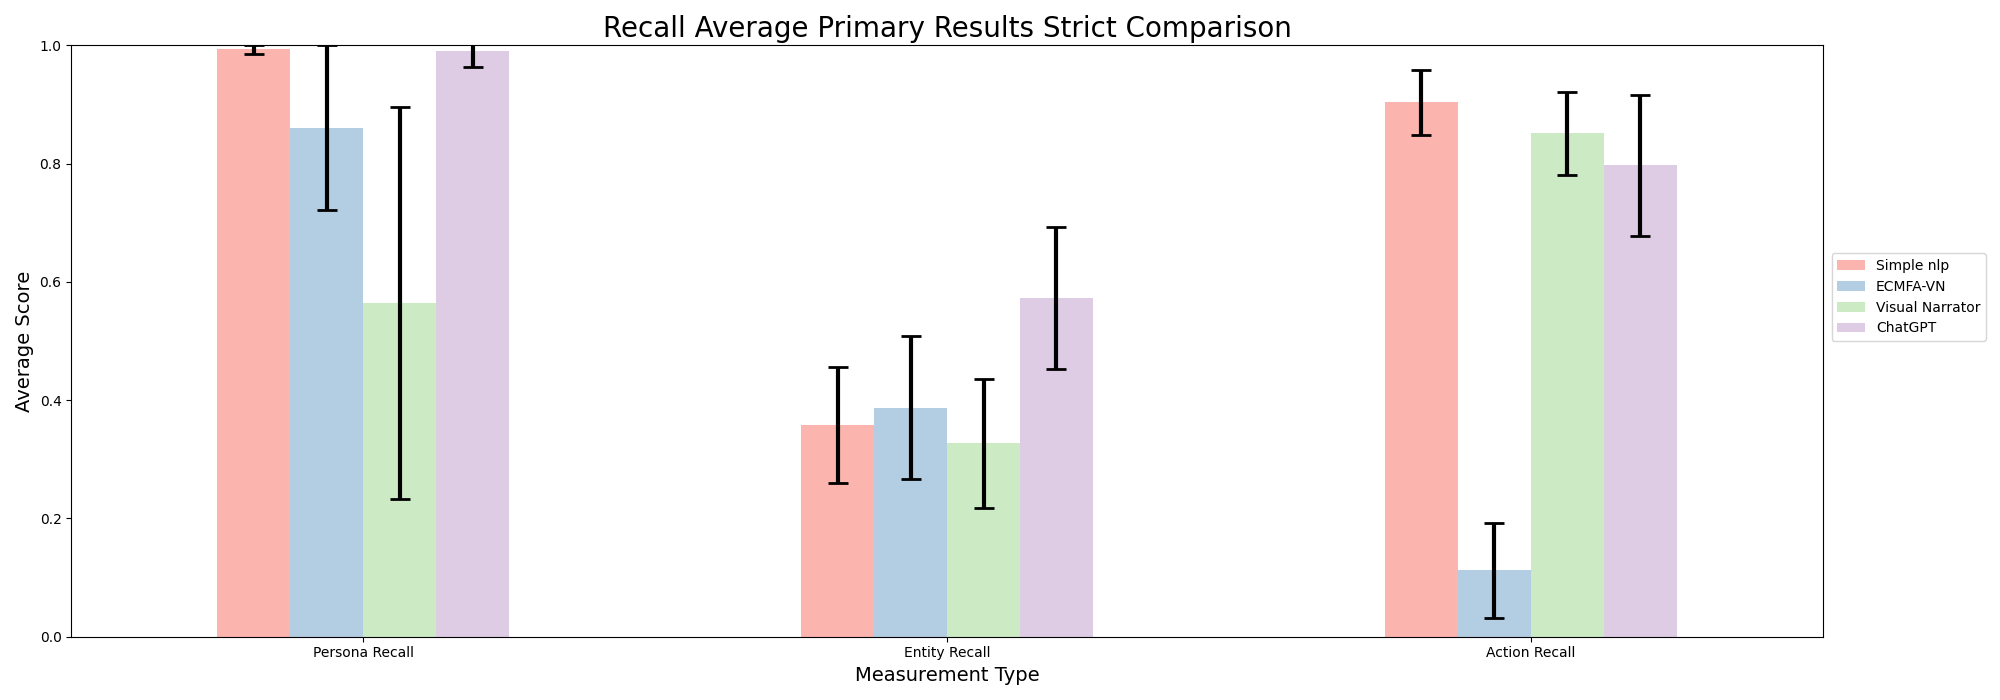 Recall Average Primary Results Strict Comparison
1.0
0.8
0.6
0.4
0.2
0.0
Average Score
Persona Recall
Entity Recall
Action Recall
Measurement Type
Simple nlp
ECMFA-VN
Visual Narrator
ChatGPT